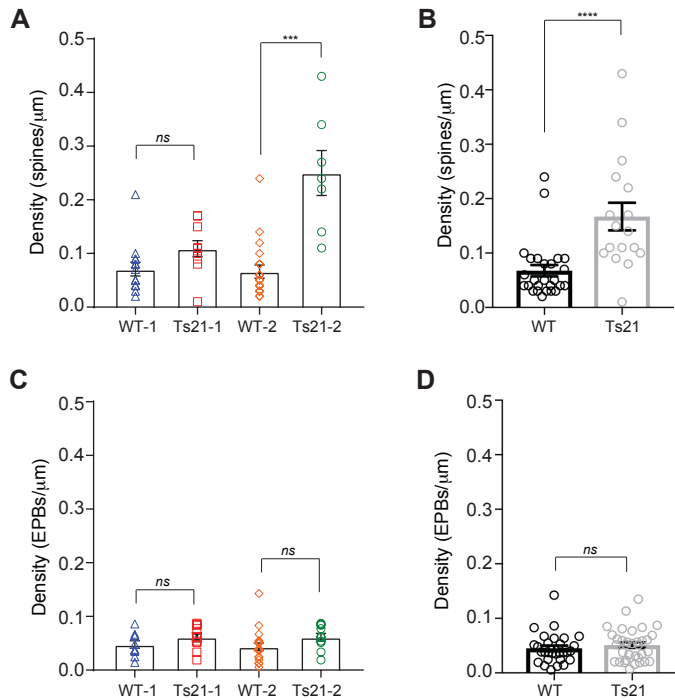 A
Density (spines/μm)
0.5
0.4
0.3
0.2
0.1
0.0
ns
***
WT-1 Ts21-1 WT-2 Ts21-2
B
Density (spines/μm)
0.5
0.4
0.3
0.2
0.1
0.0
****
WT Ts21
C
Density (EPBs/μm)
0.5
0.4
0.3
0.2
0.1
0.0
ns
ns
WT-1 Ts21-1 WT-2 Ts21-2
D
Density (EPBs/μm)
0.5
0.4
0.3
0.2
0.1
0.0
ns
WT Ts21